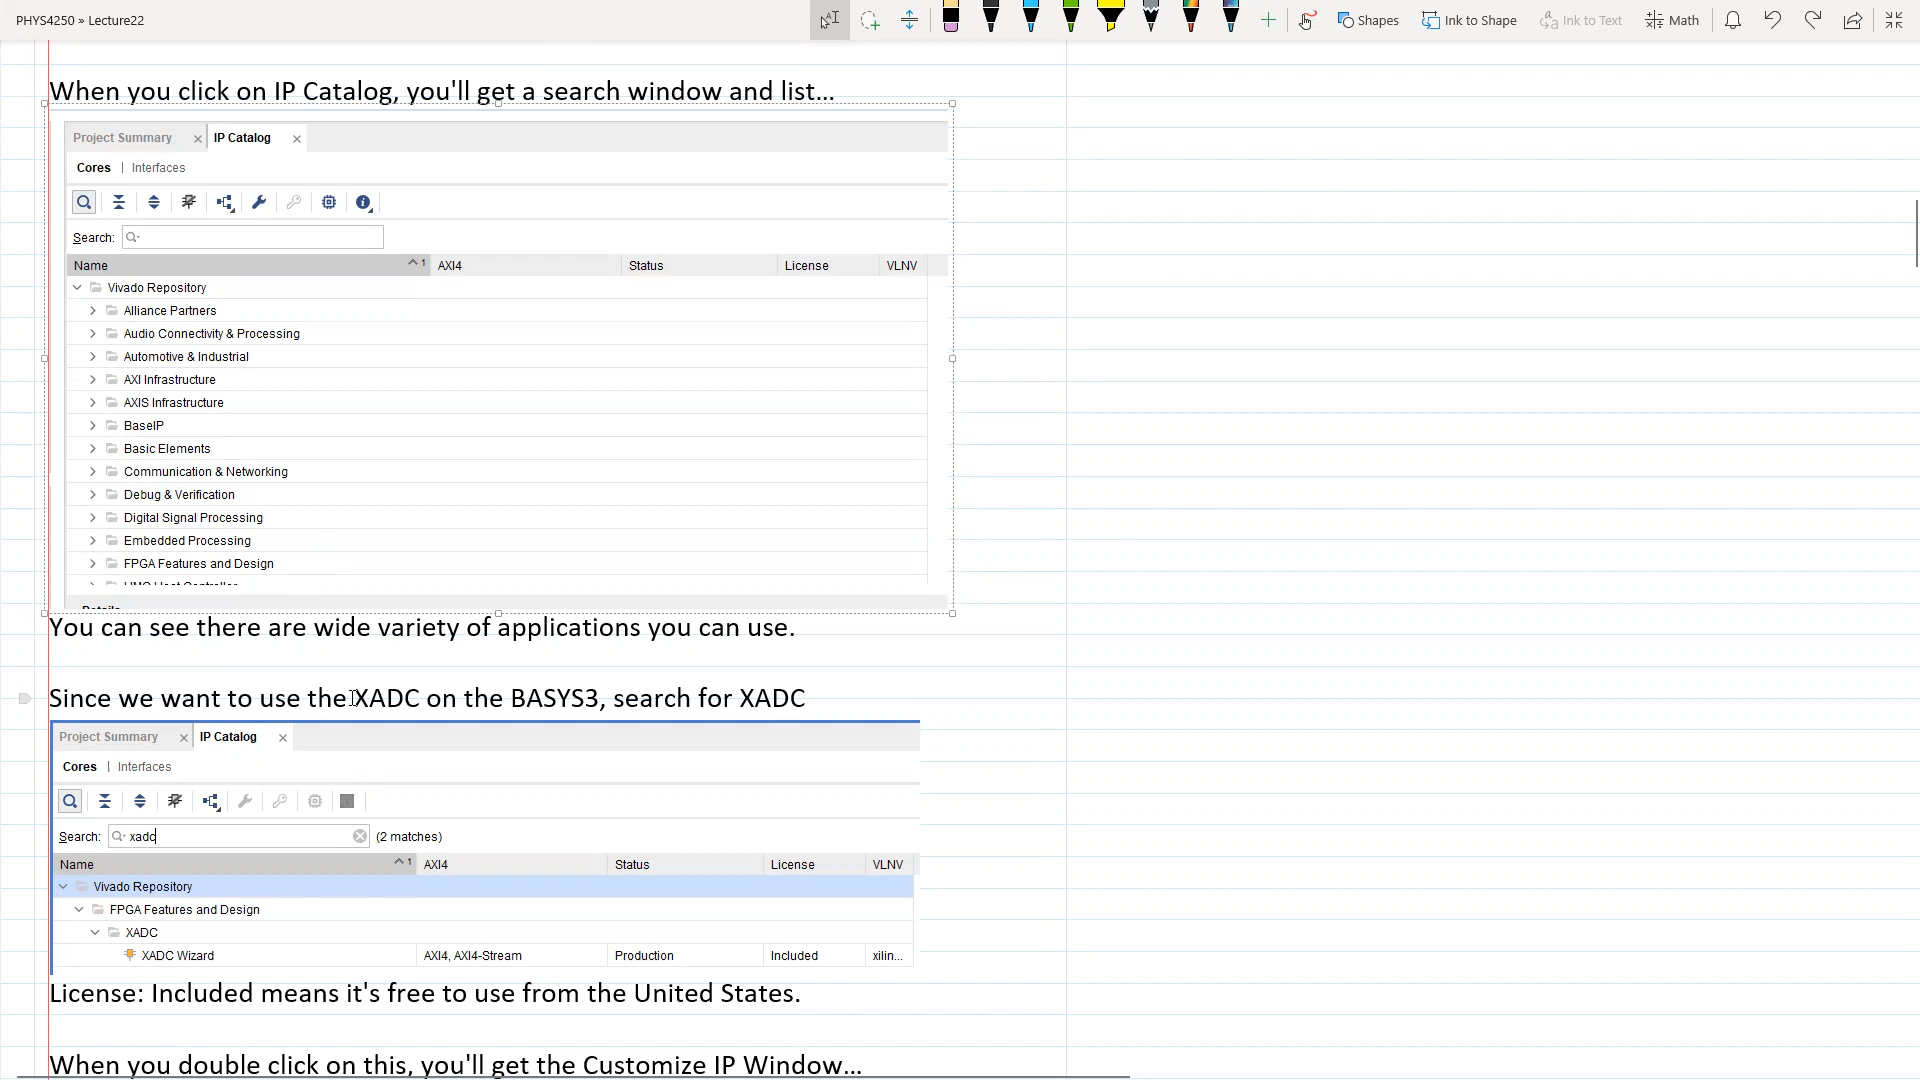 PHYS4250 » Lecture22
Shapes Ink to Shape Ink to Text Math
When you click on IP Catalog, you'll get a search window and list...
Project Summary × IP Catalog ×
Cores | Interfaces
Search:
Name 1 AXI4 Status License VLNV
Vivado Repository
Alliance Partners
Audio Connectivity & Processing
Automotive & Industrial
AXI Infrastructure
AXIS Infrastructure
BaseIP
Basic Elements
Communication & Networking
Debug & Verification
Digital Signal Processing
Embedded Processing
FPGA Features and Design
You can see there are wide variety of applications you can use.
Since we want to use the XADC on the BASYS3, search for XADC
Project Summary × IP Catalog ×
Cores | Interfaces
Search: xadc (2 matches)
Name 1 AXI4 Status License VLNV
Vivado Repository
FPGA Features and Design
XADC
XADC Wizard AXI4, AXI4-Stream Production Included xilin...
License: Included means it's free to use from the United States.
When you double click on this, you'll get the Customize IP Window...